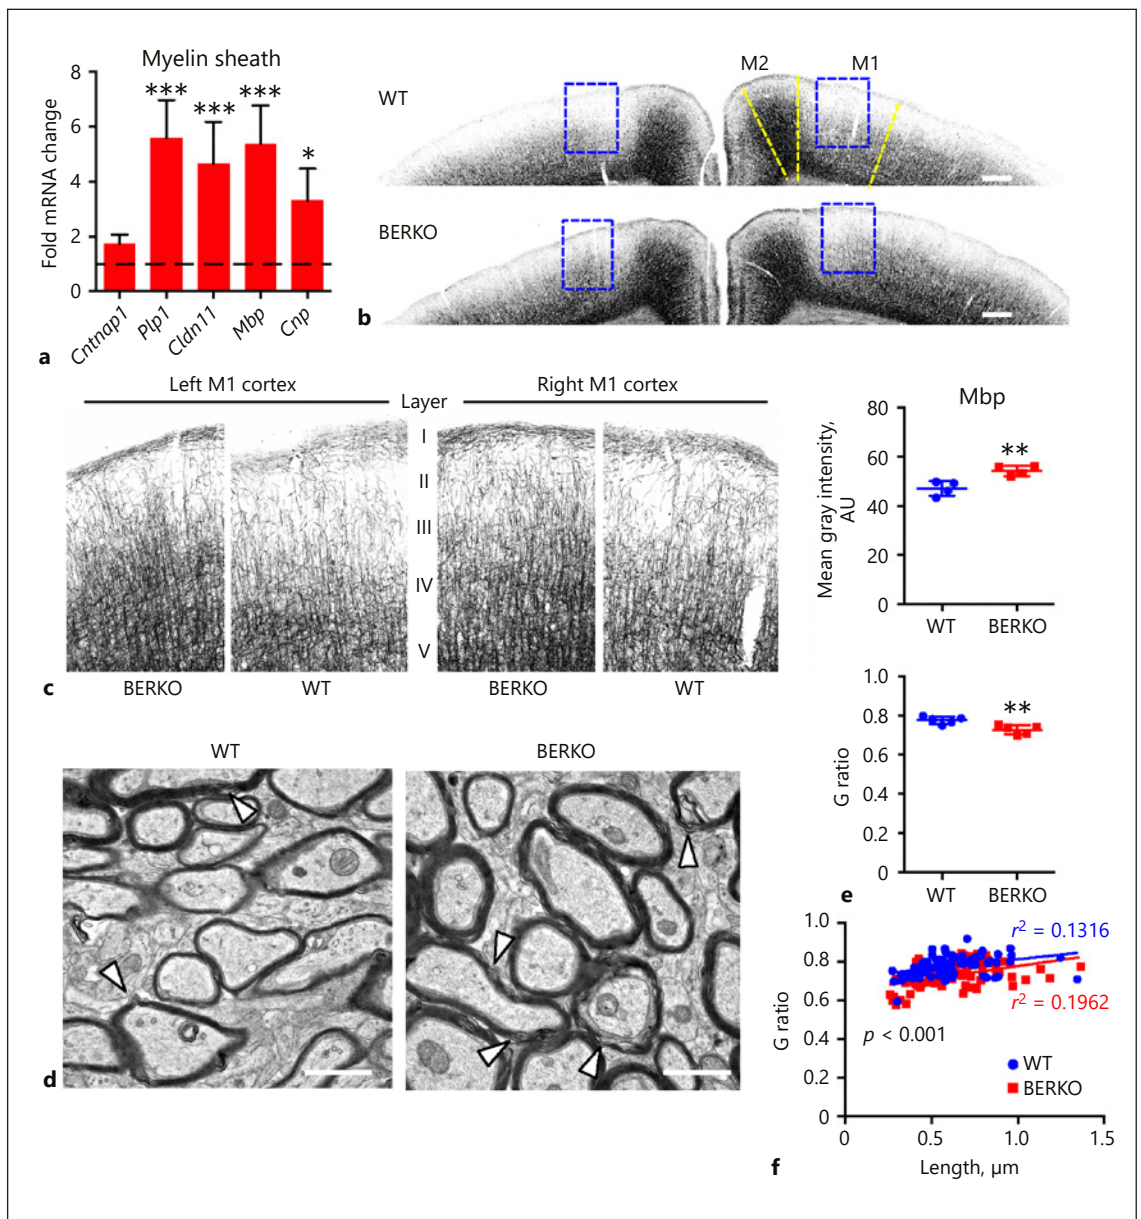 Myelin sheath
8
6
4
2
0
Fold mRNA change
***
***
***
*
Cntnap1
Plp1
Cldn11
Mbp
Cnp
a
M2
M1
WT
BERKO
b
Left M1 cortex
Right M1 cortex
Layer
I
II
III
IV
V
BERKO
WT
BERKO
WT
c
Mbp
80
60
40
20
0
Mean gray intensity,
AU
**
WT
BERKO
WT
BERKO
d
1.0
0.8
0.6
0.4
0.2
0
G ratio
**
WT
BERKO
e
1.0
0.8
0.6
0.4
0.2
0
G ratio
r² = 0.1316
r² = 0.1962
p < 0.001
WT
BERKO
0
0.5
1.0
1.5
Length, µm
f